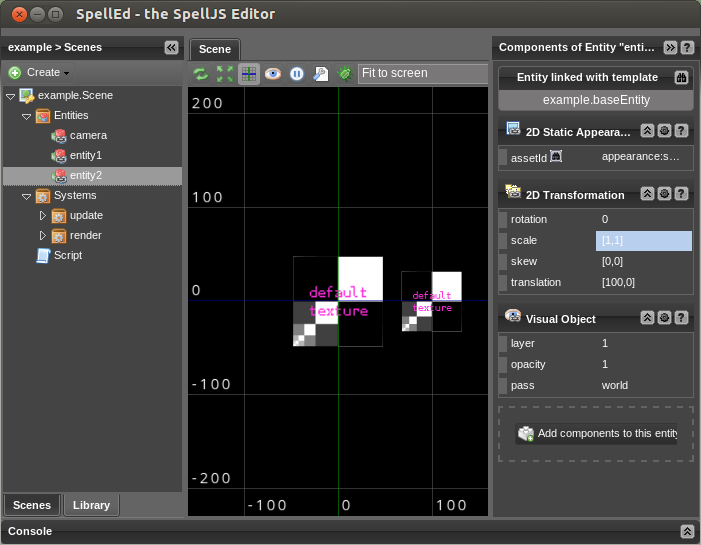 SpellEd - the SpellJS Editor
example > Scenes
Create
example.Scene
Entities
camera
entity1
entity2
Systems
update
render
Script
Scenes
Library
Scene
Fit to screen
200
100
0
-100
-200
-100
0
100
default
texture
default
texture
Components of Entity "enti...
Entity linked with template
example.baseEntity
2D Static Appeara...
assetId
appearance:s...
2D Transformation
rotation 0
scale [1,1]
skew [0,0]
translation [100,0]
Visual Object
layer 1
opacity 1
pass world
Add components to this entity
Console